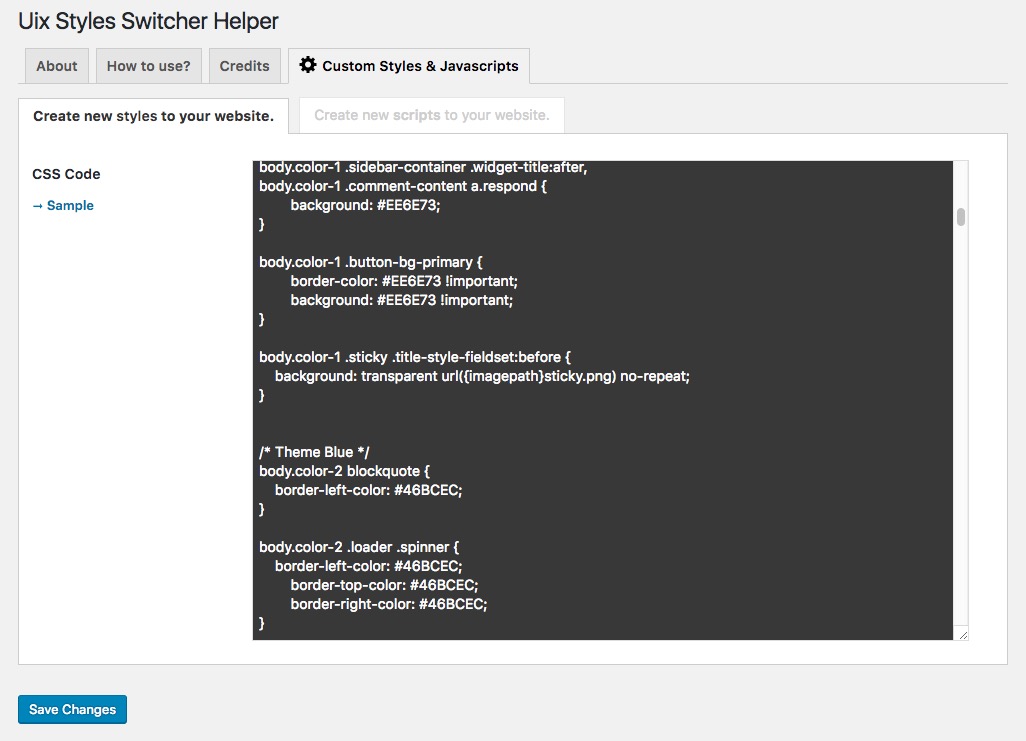 Uix Styles Switcher Helper
About How to use? Credits Custom Styles & Javascripts
Create new styles to your website. Create new scripts to your website.
CSS Code
→ Sample
body.color-1 .sidebar-container .widget-title:after,
body.color-1 .comment-content a.respond {
background: #EE6E73;
}
body.color-1 .button-bg-primary {
border-color: #EE6E73 !important;
background: #EE6E73 !important;
}
body.color-1 .sticky .title-style-fieldset:before {
background: transparent url({imagepath}sticky.png) no-repeat;
}
/* Theme Blue */
body.color-2 blockquote {
border-left-color: #46BCEC;
}
body.color-2 .loader .spinner {
border-left-color: #46BCEC;
border-top-color: #46BCEC;
border-right-color: #46BCEC;
}
Save Changes